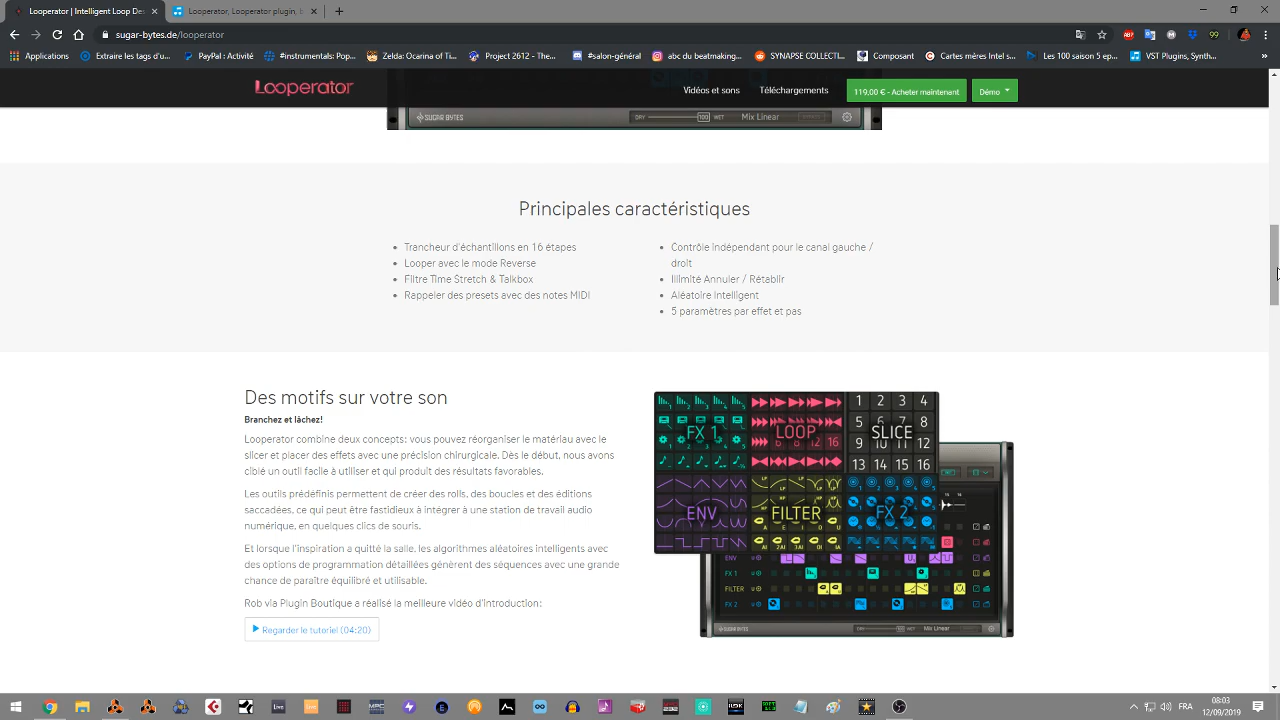 Looperator | Intelligent Loop De
Looperator, Looping Plugin, L
sugar-bytes.de/looperator
Applications
Extraire les tags d'h...
PayPal | Activité
#instrumentals | Pop...
Zelda: Ocarina of Ti...
Project 2612 - The...
#salon-général
abc du beatmaking...
SYNAPSE COLLECTI...
Composant
Cartes mères Intel s...
Les 100 saison 5 ep...
VST Plugins, Synth...
Looperator
Vidéos et sons
Téléchargements
119,00 € - Acheter maintenant
Démo
SUGAR BYTES
DRY
100
WET
Mix Linear
Principales caractéristiques
Trancheur d'échantillons en 16 étapes
Looper avec le mode Reverse
Filtre Time Stretch & Talkbox
Rappeler des presets avec des notes MIDI
Contrôle indépendant pour le canal gauche /
droit
Illimité Annuler / Rétablir
Aléatoire intelligent
5 paramètres par effet et pas
Des motifs sur votre son
Branchez et lâchez!
Looperator combine deux concepts: vous pouvez réorganiser le matériau avec le
slicer et placer des effets avec une précision chirurgicale. Dès le début, nous avons
ciblé un outil facile à utiliser et qui produit des résultats favorables.
Les outils prédéfinis permettent de créer des rolls, des boucles et des éditions
saccadées, ce qui peut être fastidieux à intégrer à une station de travail audio
numérique, en quelques clics de souris.
Et lorsque l'inspiration a quitté la salle, les algorithmes aléatoires intelligents avec
des options de programmation détaillées génèrent des séquences avec une grande
chance de paraître équilibré et utilisable.
Rob via Plugin Boutique a réalisé la meilleure vidéo d'introduction:
Regarder le tutoriel (04:20)
FX 1
LOOP
SLICE
1 2 3 4
5 6 7 8
9 10 11 12
13 14 15 16
ENV
FILTER
FX 2
ENV
FX 1
FILTER
FX 2
SUGAR BYTES
DRY
100
WET
Mix Linear
FRA
08:03
12/09/2019